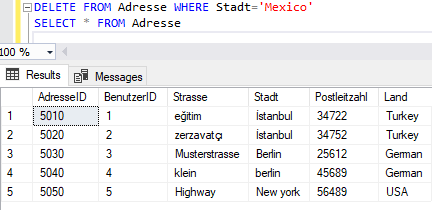 DELETE FROM Adresse WHERE Stadt='Mexico'
SELECT * FROM Adresse
100 %
Results Messages
AdresseID BenutzerID Strasse Stadt Postleitzahl Land
1 5010 1 eğitim İstanbul 34722 Turkey
2 5020 2 zerzavatçı İstanbul 34752 Turkey
3 5030 3 Musterstrasse Berlin 25612 German
4 5040 4 klein berlin 45689 German
5 5050 5 Highway New york 56489 USA